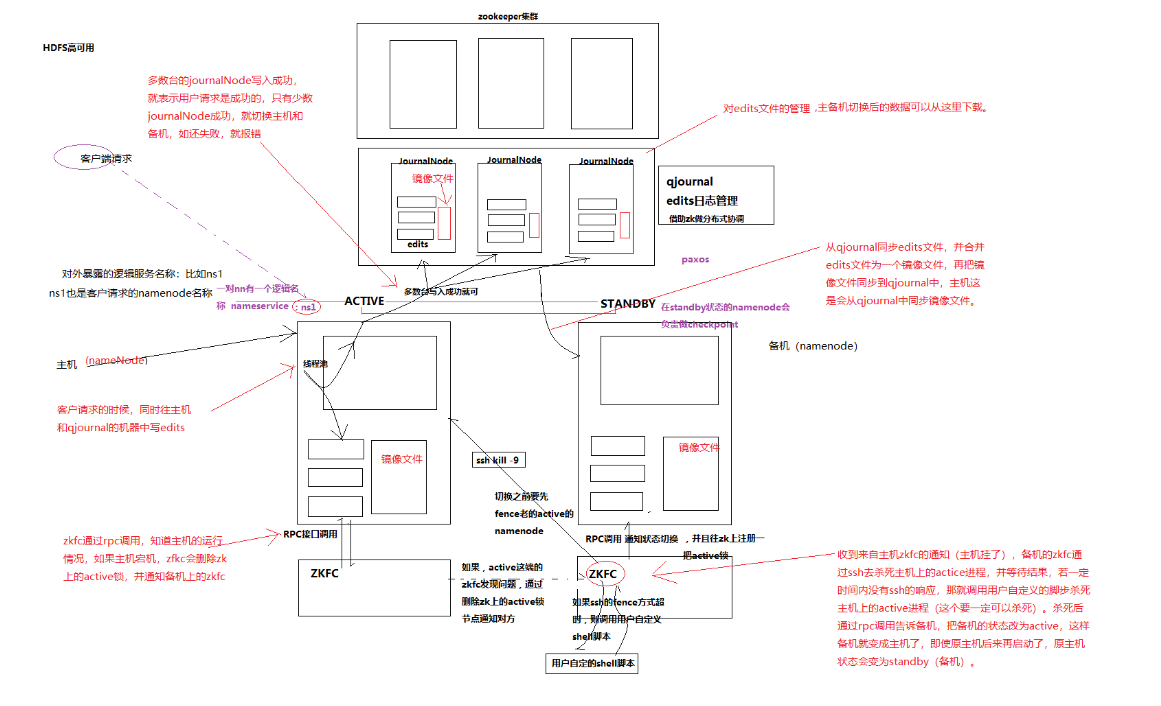 zookeeper集群
HDFS高可用
多数台的journalNode写入成功，
就表示用户请求是成功的，只有少数
journalNode成功，就切换主机和
备机，如还失败，就报错
对edits文件的管理，主备机切换后的数据可以从这里下载。
客户端请求
JournalNode
JournalNode
JournalNode
镜像文件
edits
qjournal
edits日志管理
借助zk做分布式协调
paxos
从qjournal同步edits文件，并合并
edits文件为一个镜像文件，再把镜
像文件同步到qjournal中，主机这
是会从qjournal中同步镜像文件。
对外暴露的逻辑服务名称：比如ns1
ns1也是客户请求的namenode名称
一对nn有一个逻辑名
称 nameservice：ns1
ACTIVE
多数台写入成功就可
STANDBY
在standby状态的namenode会
负责做checkpoint
主机（nameNode）
线程池
备机（namenode）
客户请求的时候，同时往主机
和qjournal的机器中写edits
镜像文件
镜像文件
ssh kill -9
切换之前要先
fence老的active的
namenode
zkfc通过rpc调用，知道主机的运行
情况，如果主机宕机，zfkc会删除zk
上的active锁，并通知备机上的zkfc
RPC接口调用
RPC调用 通知状态切换 ，并且往zk上注册一
把active锁
ZKFC
如果，active这端的
zkfc发现问题，通过
删除zk上的active锁
节点通知对方
ZKFC
如果ssh的fence方式超
时，则调用用户自定义
shell脚本
用户自定的shell脚本
收到来自主机zkfc的通知（主机挂了），备机的zkfc通
过ssh去杀死主机上的actice进程，并等待结果，若一定
时间内没有ssh的响应，那就调用用户自定义的脚步杀死
主机上的active进程（这个要一定可以杀死）。杀死后
通过rpc调用告诉备机，把备机的状态改为active，这样
备机就变成主机了，即使原主机后来再启动了，原主机
状态会变为standby（备机）。